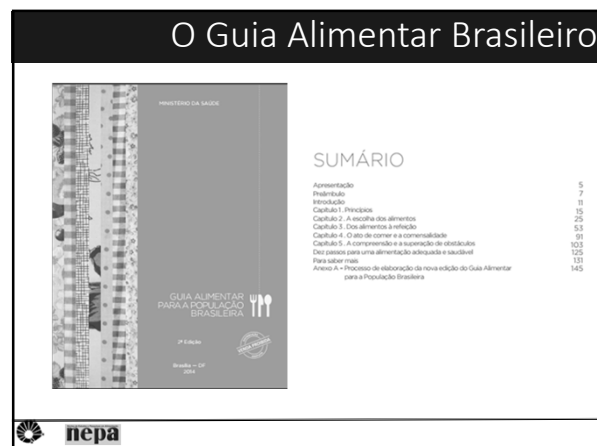 O Guia Alimentar Brasileiro
MINISTÉRIO DA SAÚDE
GUIA ALIMENTAR
PARA A POPULAÇÃO
BRASILEIRA
2ª Edição
Brasília — DF
2014
SUMÁRIO
Apresentação 5
Preâmbulo 7
Introdução 11
Capítulo 1. Princípios 15
Capítulo 2. A escolha dos alimentos 25
Capítulo 3. Dos alimentos à refeição 53
Capítulo 4. O ato de comer e a comensalidade 91
Capítulo 5. A compreensão e a superação de obstáculos 103
Dez passos para uma alimentação adequada e saudável 125
Para saber mais 131
Anexo A - Processo de elaboração da nova edição do Guia Alimentar 145
para a População Brasileira
nepa